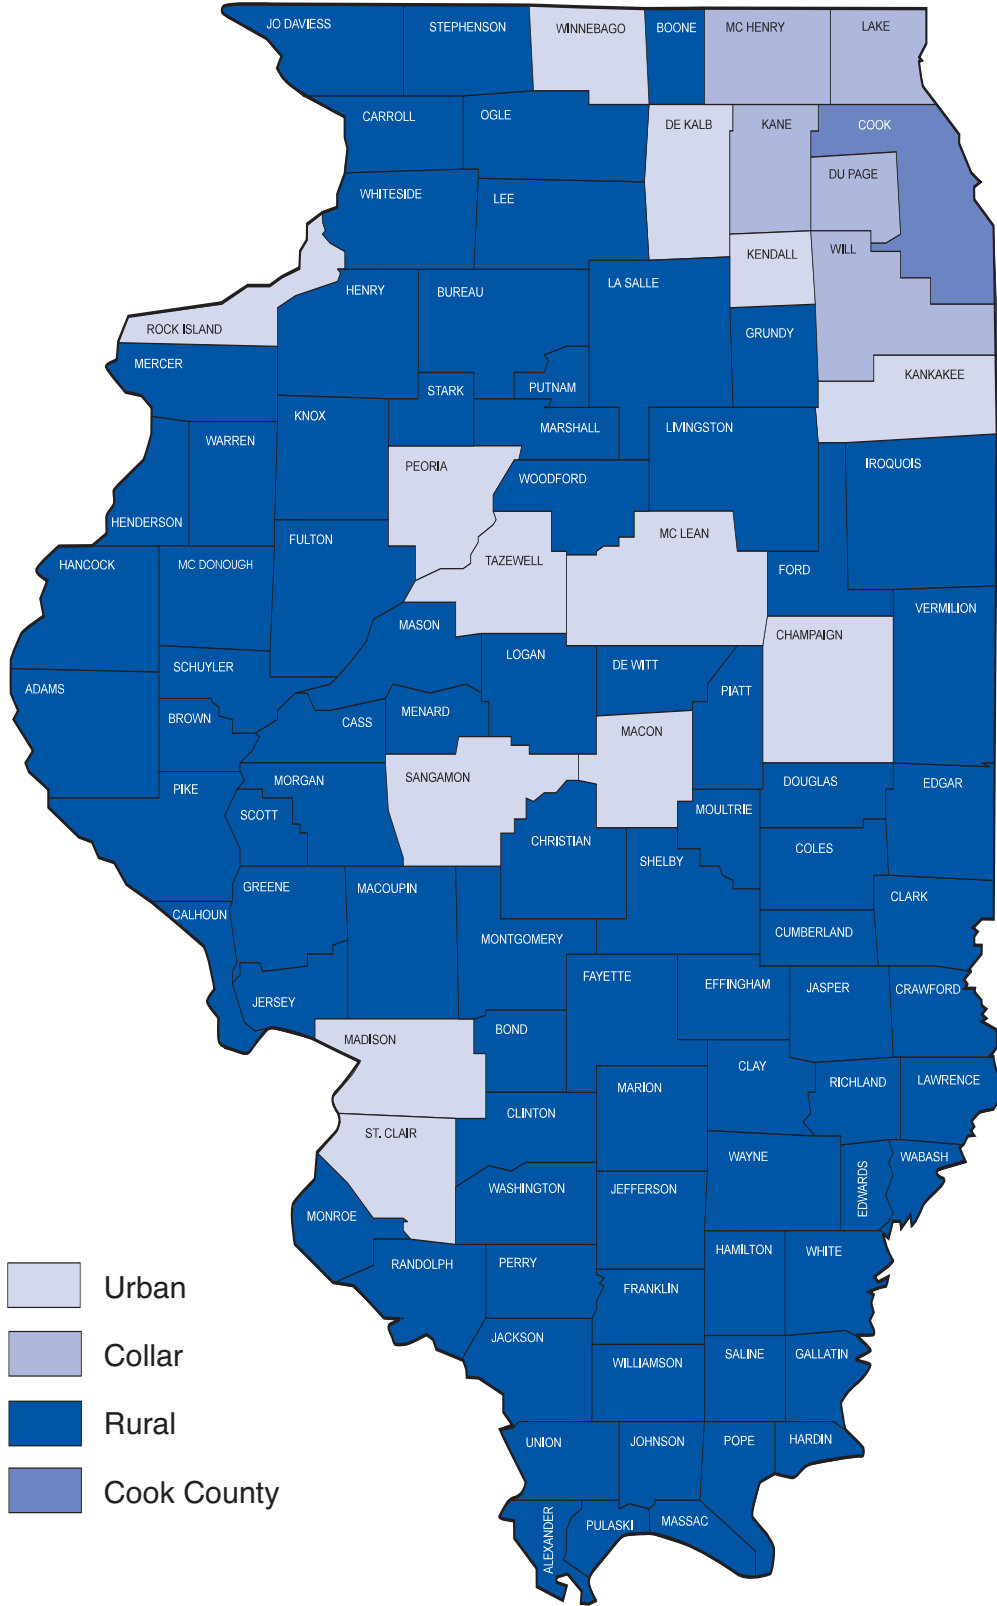 JO DAVIESS
STEPHENSON
WINNEBAGO
BOONE
MC HENRY
LAKE
CARROLL
OGLE
DE KALB
KANE
COOK
DU PAGE
WHITESIDE
LEE
KENDALL
WILL
ROCK ISLAND
HENRY
BUREAU
LA SALLE
GRUNDY
MERCER
STARK
PUTNAM
KANKAKEE
KNOX
WARREN
MARSHALL
LIVINGSTON
PEORIA
WOODFORD
IROQUOIS
HENDERSON
HANCOCK
MC DONOUGH
FULTON
TAZEWELL
MC LEAN
FORD
VERMILION
MASON
LOGAN
DE WITT
CHAMPAIGN
SCHUYLER
ADAMS
BROWN
CASS
MENARD
PIATT
MACON
PIKE
MORGAN
SANGAMON
DOUGLAS
EDGAR
SCOTT
CHRISTIAN
MOULTRIE
COLES
SHELBY
GREENE
MACOUPIN
CLARK
CALHOUN
MONTGOMERY
CUMBERLAND
JERSEY
FAYETTE
EFFINGHAM
JASPER
CRAWFORD
MADISON
BOND
CLAY
RICHLAND
LAWRENCE
MARION
CLINTON
ST. CLAIR
WAYNE
EDWARDS
WABASH
WASHINGTON
JEFFERSON
MONROE
RANDOLPH
PERRY
HAMILTON
WHITE
FRANKLIN
JACKSON
WILLIAMSON
SALINE
GALLATIN
UNION
JOHNSON
POPE
HARDIN
ALEXANDER
PULASKI
MASSAC
Urban
Collar
Rural
Cook County